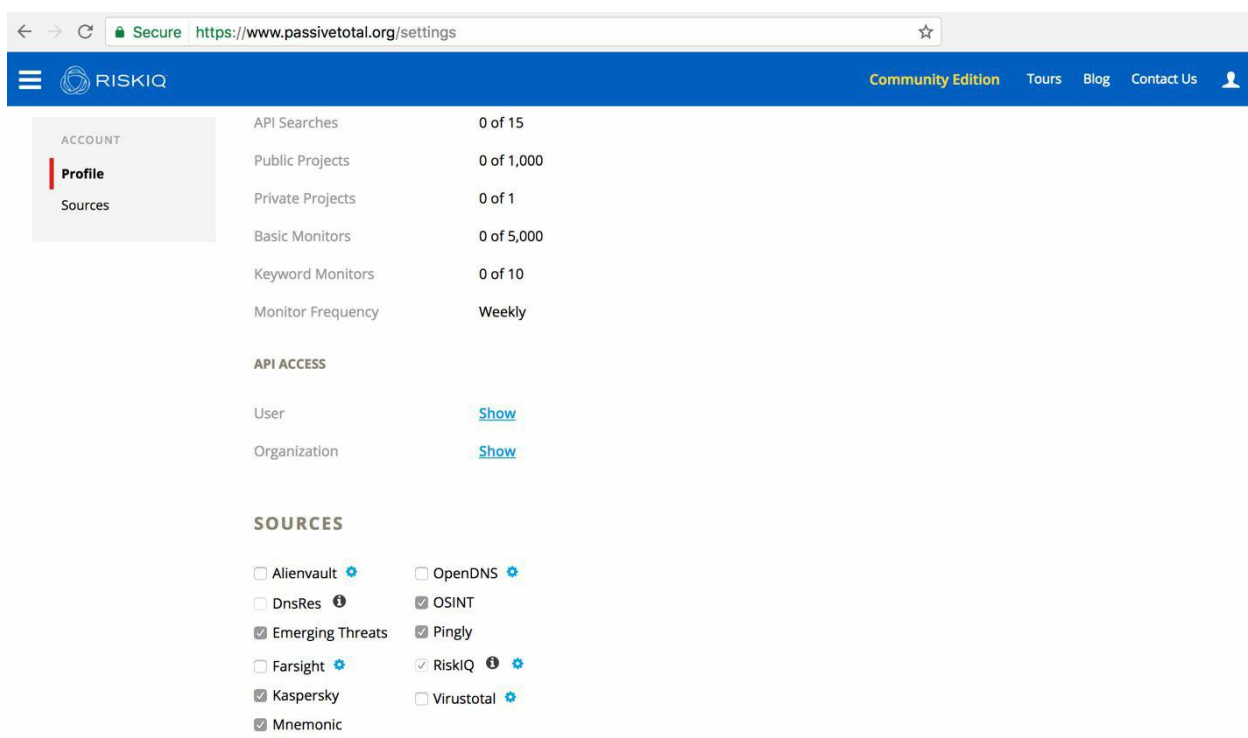 Secure https://www.passivetotal.org/settings
RISKIQ Community Edition Tours Blog Contact Us
ACCOUNT
Profile
Sources
API Searches 0 of 15
Public Projects 0 of 1,000
Private Projects 0 of 1
Basic Monitors 0 of 5,000
Keyword Monitors 0 of 10
Monitor Frequency Weekly
API ACCESS
User Show
Organization Show
SOURCES
Alienvault OpenDNS
DnsRes OSINT
Emerging Threats Pingly
Farsight RiskIQ
Kaspersky Virustotal
Mnemonic